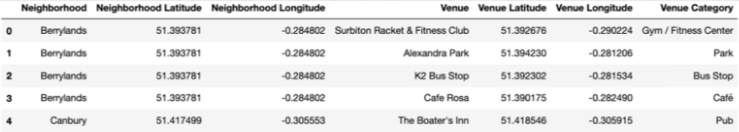 Neighborhood Neighborhood Latitude Neighborhood Longitude Venue Venue Latitude Venue Longitude Venue Category
0 Berrylands 51.393781 -0.284802 Surbiton Racket & Fitness Club 51.392676 -0.290224 Gym / Fitness Center
1 Berrylands 51.393781 -0.284802 Alexandra Park 51.394230 -0.281206 Park
2 Berrylands 51.393781 -0.284802 K2 Bus Stop 51.392302 -0.281534 Bus Stop
3 Berrylands 51.393781 -0.284802 Cafe Rosa 51.390175 -0.282490 Café
4 Canbury 51.417499 -0.305553 The Boater's Inn 51.418546 -0.305915 Pub